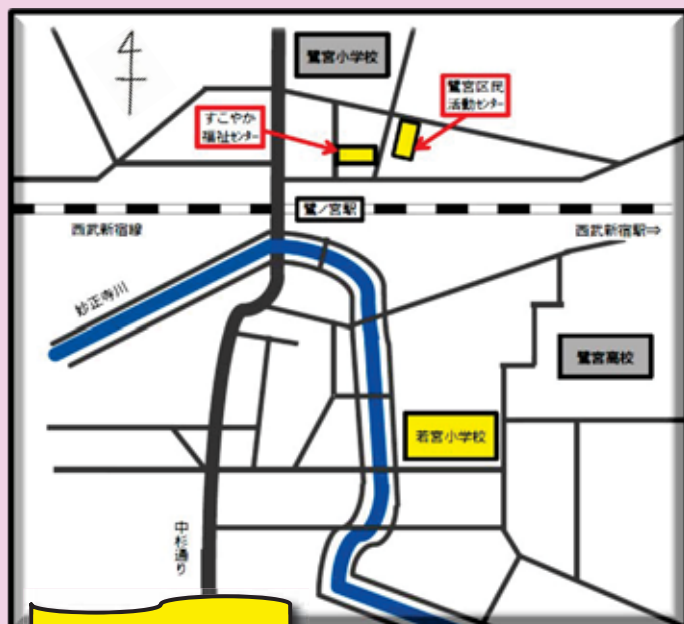 鷺宮小学校
鷺宮区民
活動ｾﾝﾀｰ
すこやか
福祉ｾﾝﾀｰ
鷺ノ宮駅
西武新宿線
西武新宿駅⇒
妙正寺川
鷺宮高校
若宮小学校
中杉通り